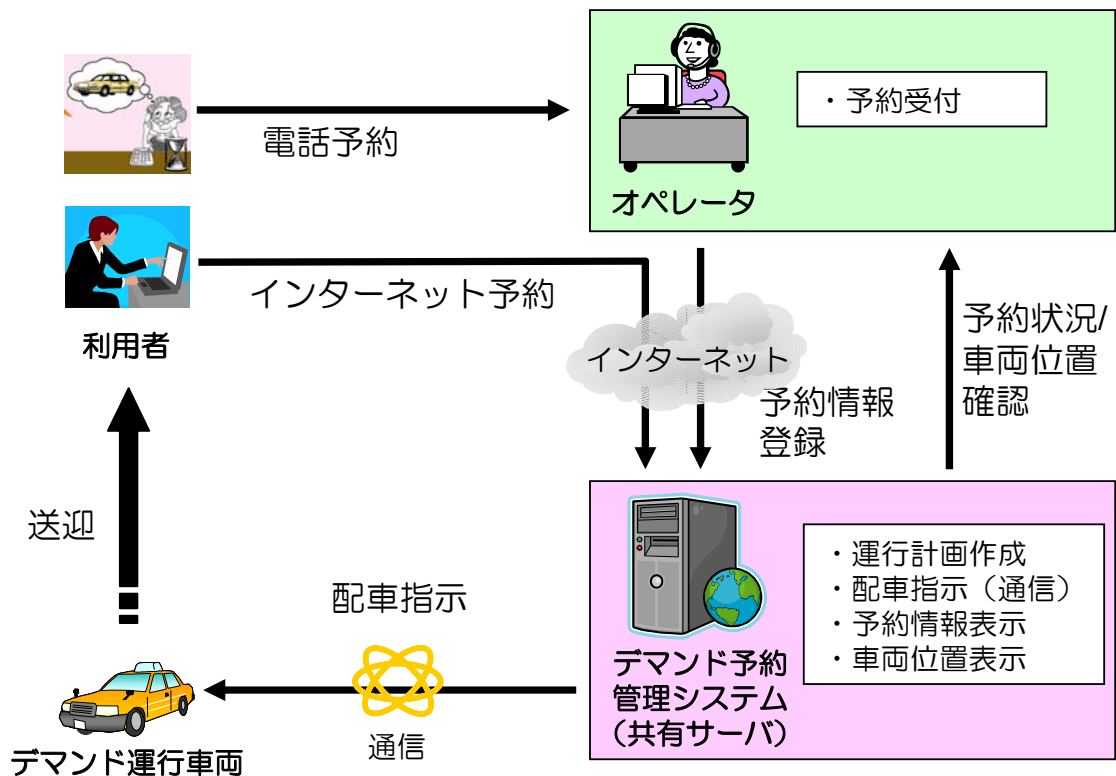 電話予約
・予約受付
オペレータ
インターネット予約
利用者
インターネット
予約情報
登録
予約状況/
車両位置
確認
送迎
配車指示
通信
デマンド運行車両
デマンド予約
管理システム
（共有サーバ）
・運行計画作成
・配車指示（通信）
・予約情報表示
・車両位置表示